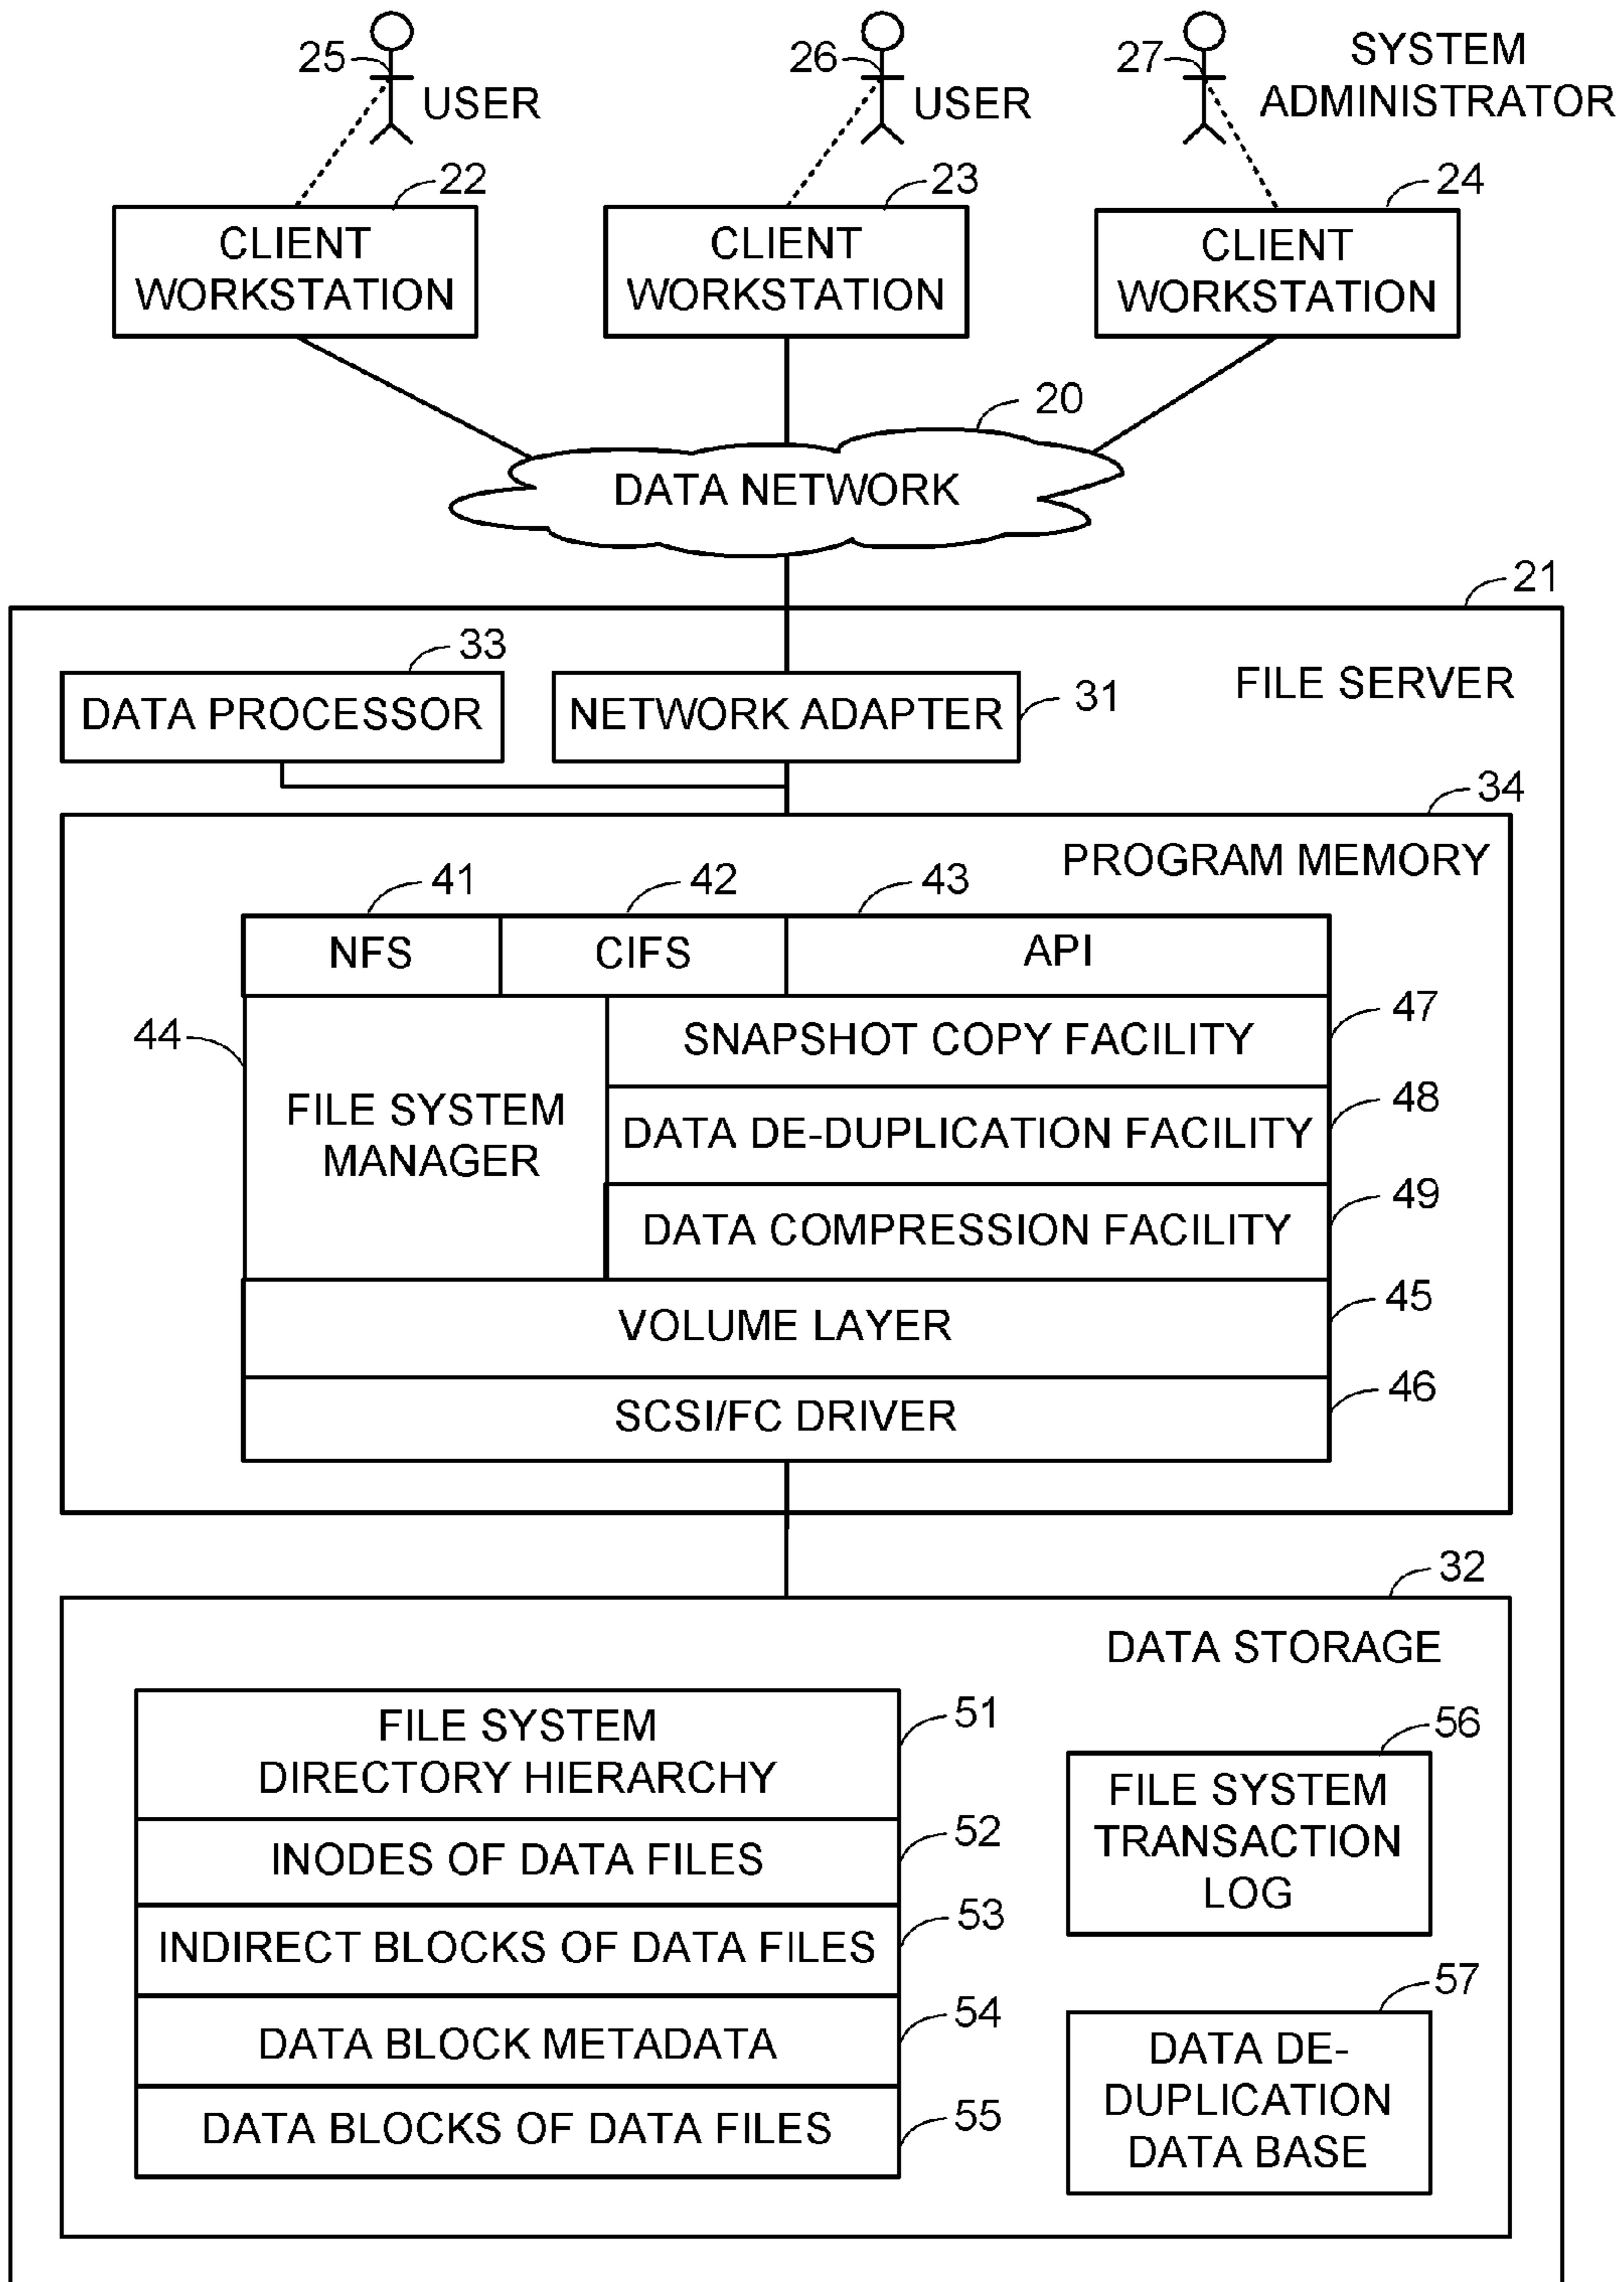 25
USER
26
USER
27
SYSTEM
ADMINISTRATOR
22
CLIENT
WORKSTATION
23
CLIENT
WORKSTATION
24
CLIENT
WORKSTATION
20
DATA NETWORK
21
FILE SERVER
33
DATA PROCESSOR
NETWORK ADAPTER
31
34
PROGRAM MEMORY
41
42
43
NFS
CIFS
API
44
FILE SYSTEM
MANAGER
SNAPSHOT COPY FACILITY
47
DATA DE-DUPLICATION FACILITY
48
DATA COMPRESSION FACILITY
49
VOLUME LAYER
45
SCSI/FC DRIVER
46
32
DATA STORAGE
FILE SYSTEM
DIRECTORY HIERARCHY
51
INODES OF DATA FILES
52
INDIRECT BLOCKS OF DATA FILES
53
DATA BLOCK METADATA
54
DATA BLOCKS OF DATA FILES
55
56
FILE SYSTEM
TRANSACTION
LOG
57
DATA DE-
DUPLICATION
DATA BASE